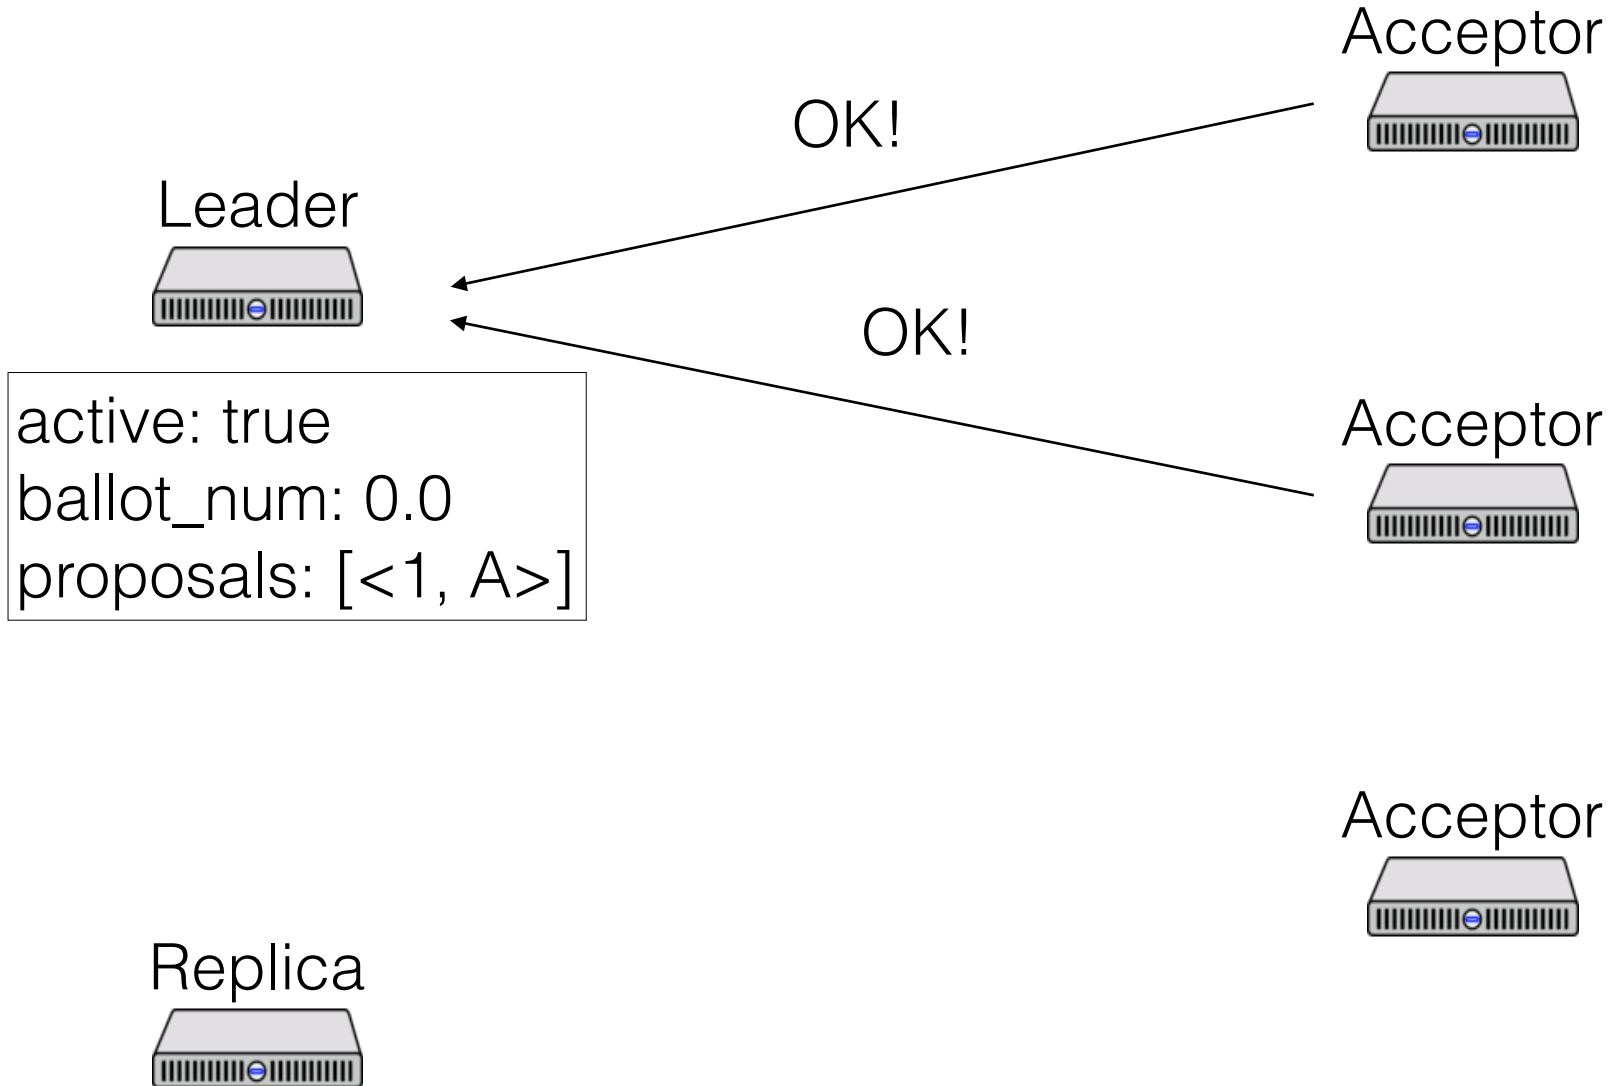 Acceptor
OK!
Leader
OK!
active: true
ballot_num: 0.0
proposals: [<1, A>]
Acceptor
Acceptor
Replica